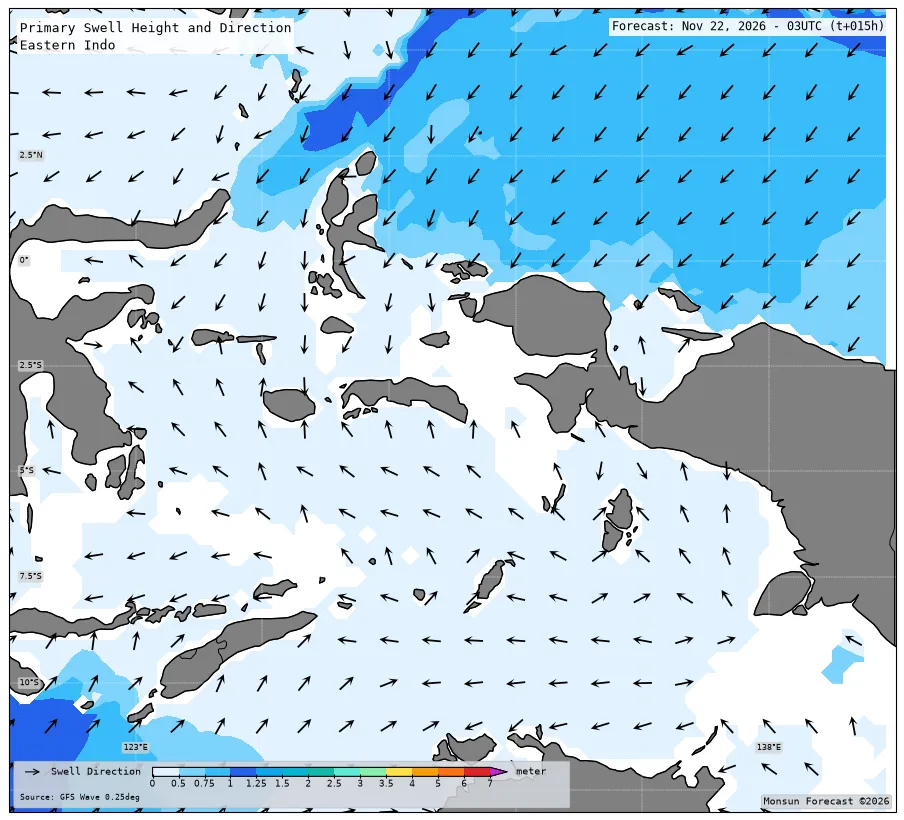 Primary Swell Height and Direction
Eastern Indo
Forecast: Nov 22, 2026 - 03UTC (t+015h)
2.5°N
0°
2.5°S
5°S
7.5°S
10°S
123°E
138°E
Swell Direction
0 0.5 0.75 1 1.25 1.5 2 2.5 3 3.5 4 5 6 7
meter
Source: GFS Wave 0.25deg
Monsun Forecast ©2026